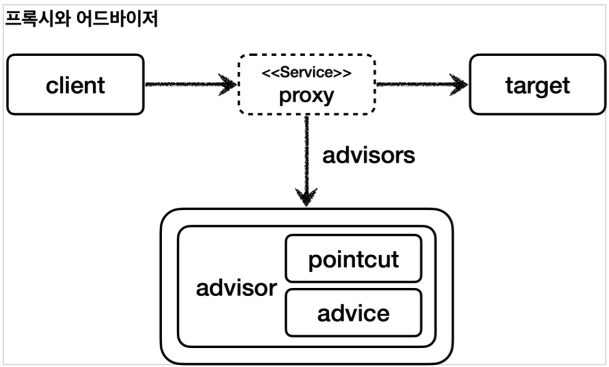 프록시와 어드바이저
client
<<Service>>
proxy
target
advisors
advisor
pointcut
advice